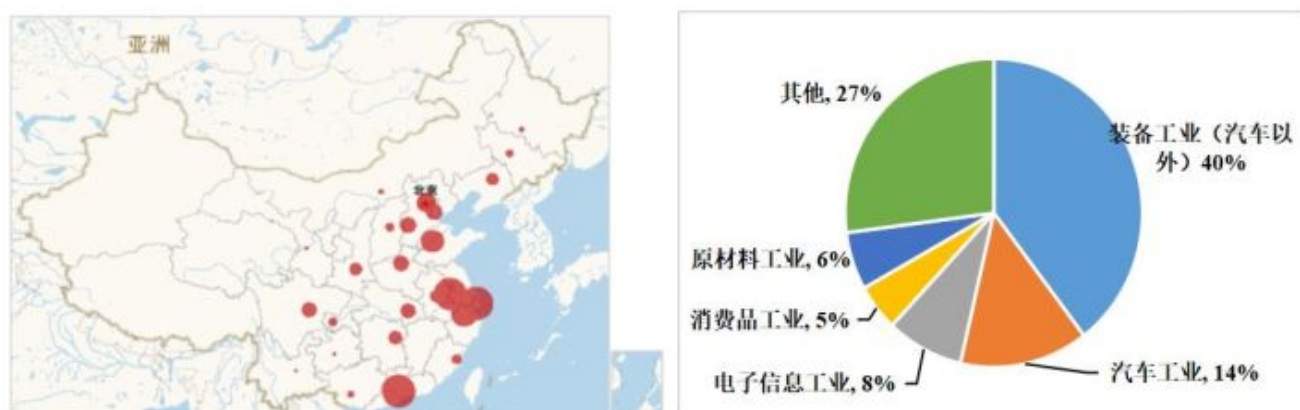 亚洲
北京
其他, 27%
装备工业（汽车以
外）40%
原材料工业, 6%
消费品工业, 5%
电子信息工业, 8%
汽车工业, 14%